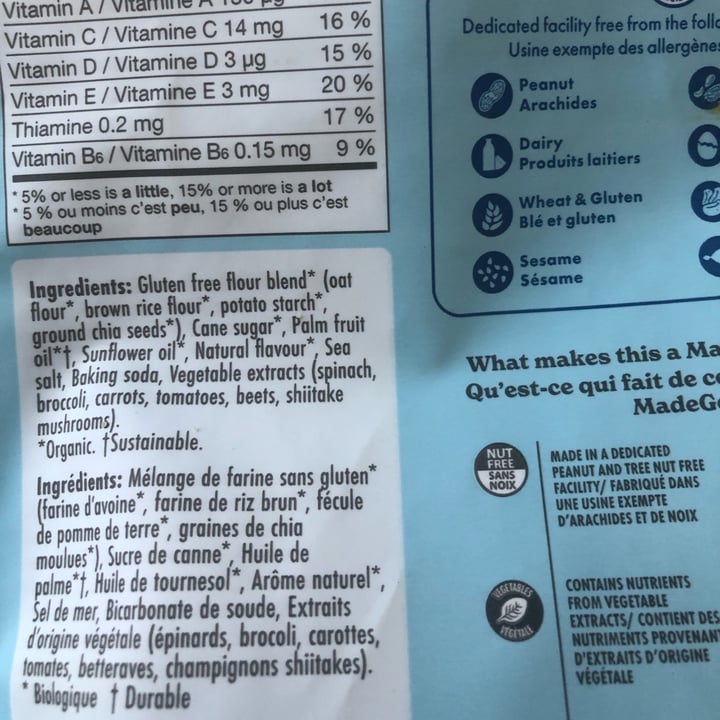 Vitamin A / Vitamine A
Vitamin C / Vitamine C 14 mg 16 %
Vitamin D / Vitamine D 3 µg 15 %
Vitamin E / Vitamine E 3 mg 20 %
Thiamine 0.2 mg 17 %
Vitamin B6 / Vitamine B6 0.15 mg 9 %
* 5% or less is a little, 15% or more is a lot
* 5 % ou moins c'est peu, 15 % ou plus c'est
beaucoup
Ingredients: Gluten free flour blend* (oat
flour*, brown rice flour*, potato starch*,
ground chia seeds*), Cane sugar*, Palm fruit
oil*†, Sunflower oil*, Natural flavour*, Sea
salt, Baking soda, Vegetable extracts (spinach,
broccoli, carrots, tomatoes, beets, shiitake
mushrooms).
*Organic. †Sustainable.
Ingrédients: Mélange de farine sans gluten*
(farine d'avoine*, farine de riz brun*, fécule
de pomme de terre*, graines de chia
moulues*), Sucre de canne*, Huile de
palme*†, Huile de tournesol*, Arôme naturel*,
Sel de mer, Bicarbonate de soude, Extraits
d'origine végétale (épinards, brocoli, carottes,
tomates, betteraves, champignons shiitakes).
* Biologique † Durable
Dedicated facility free from the
Usine exempte des
Peanut
Arachides
Dairy
Produits laitiers
Wheat & Gluten
Blé et gluten
Sesame
Sésame
What makes this a
Qu'est-ce qui fait de
NUT
FREE
SANS
NOIX
MADE IN A DEDICATED
PEANUT AND TREE NUT FREE
FACILITY/ FABRIQUÉ DANS
UNE USINE EXEMPTE
D'ARACHIDES ET DE NOIX
VEGETABLES
VÉGÉTALE
CONTAINS NUTRIENTS
FROM VEGETABLE
EXTRACTS/ CONTIENT DES
NUTRIMENTS
D'EXTRAITS D'ORIGINE
VÉGÉTALE